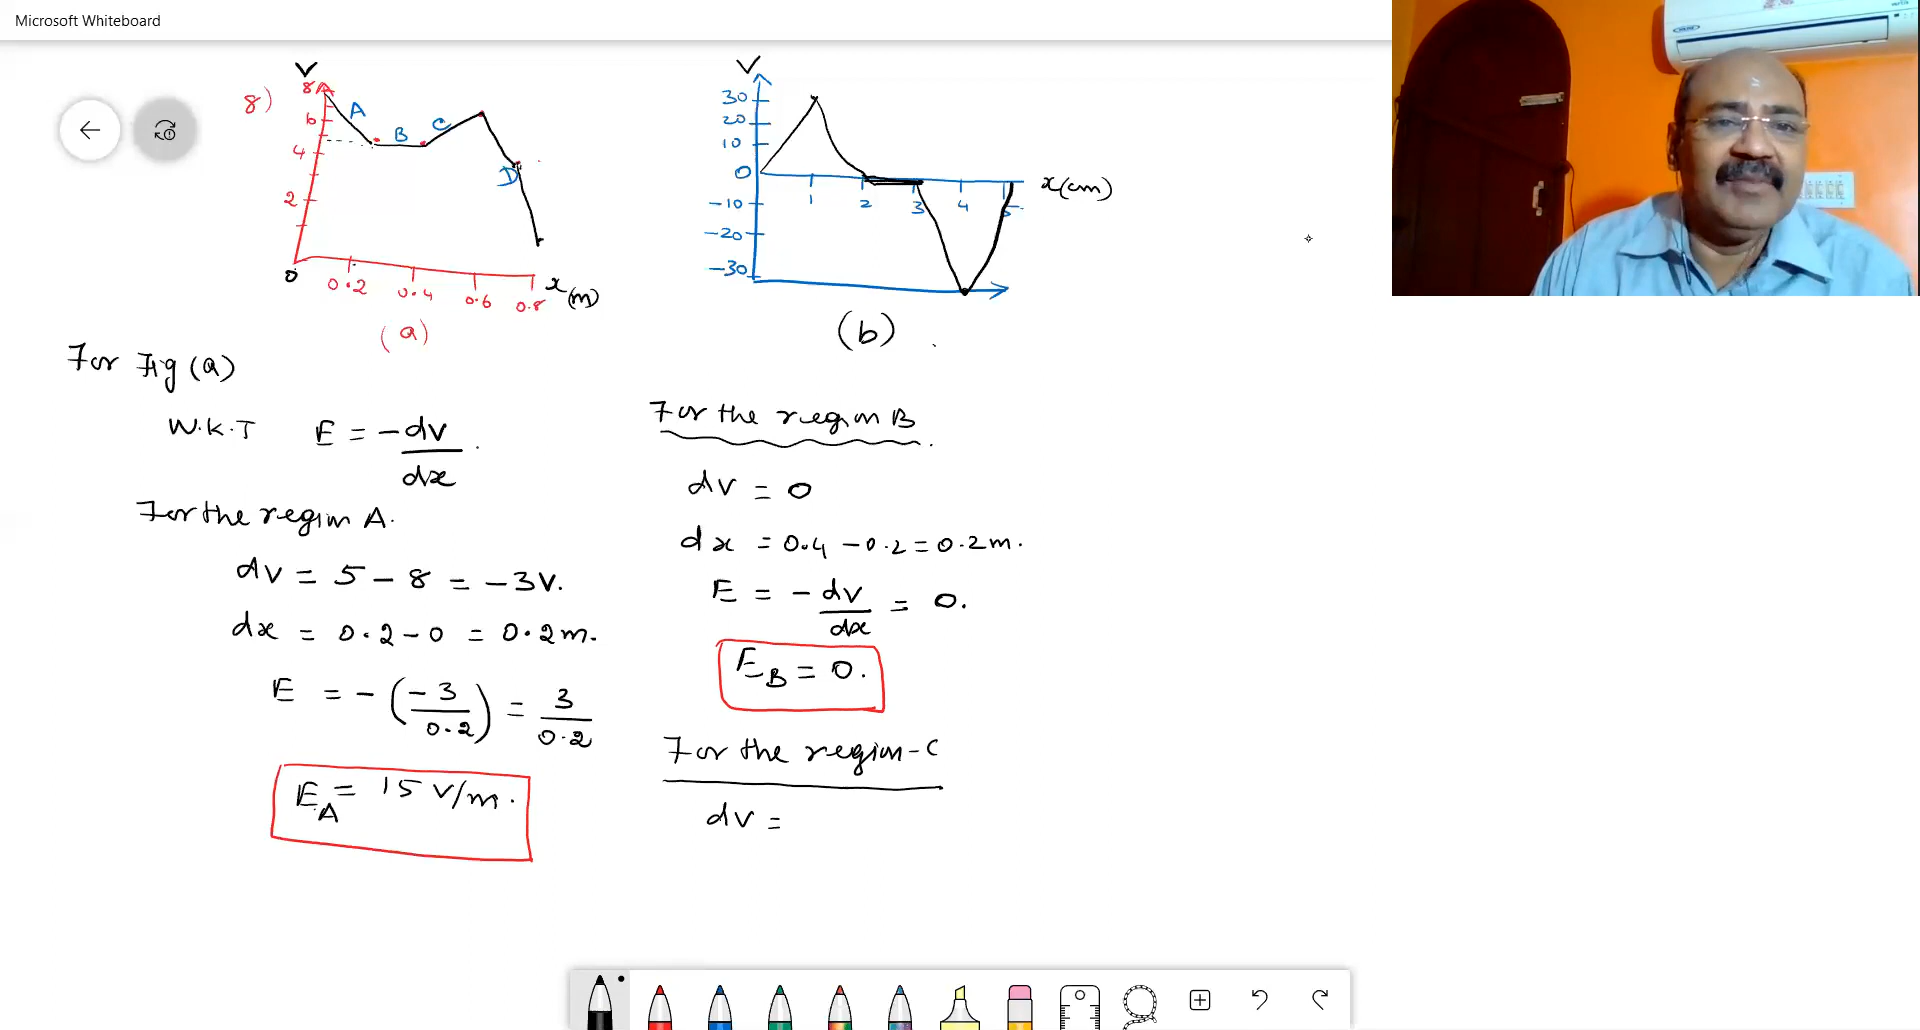 Microsoft Whiteboard
8)
V
8
6
4
2
0
A
B
C
D
0.2
0.4
0.6
0.8
x(m)
(a)
V
30
20
10
0
-10
-20
-30
1
2
3
4
5
x(cm)
(b)
For Fig (a)
W.K.T E = -dv/dx
For the region A.
dv = 5 - 8 = -3V.
dx = 0.2 - 0 = 0.2m.
E = - (-3/0.2) = 3/0.2
E_A = 15 V/m.
For the region B
dv = 0
dx = 0.4 - 0.2 = 0.2m.
E = - dv/dx = 0.
E_B = 0.
For the region-C
dv =